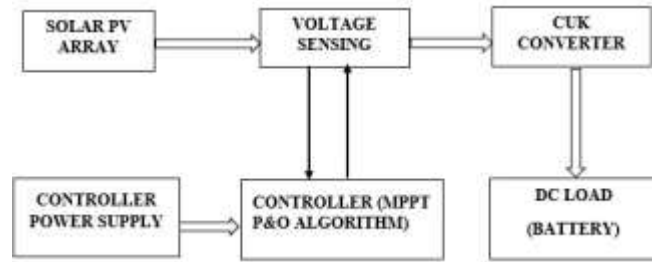 SOLAR PV
ARRAY
VOLTAGE
SENSING
CUK
CONVERTER
CONTROLLER
POWER SUPPLY
CONTROLLER (MPPT
P&O ALGORITHM)
DC LOAD
(BATTERY)